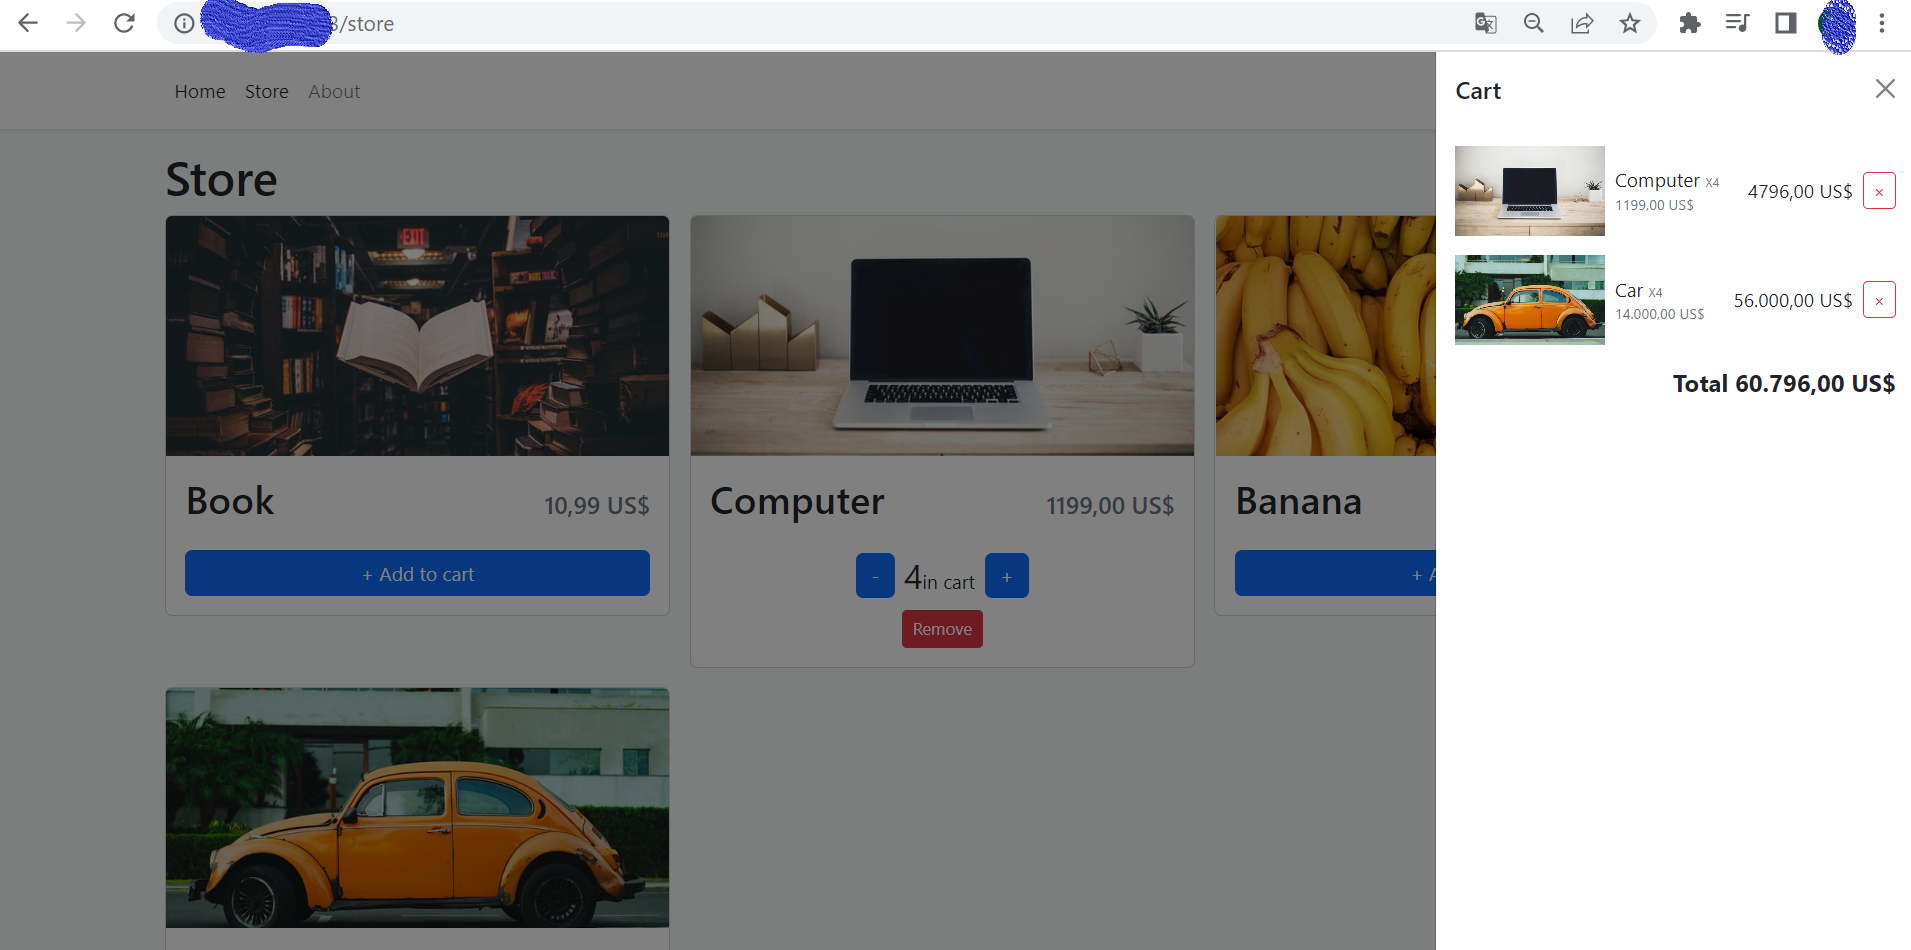 /store
Home Store About
Store
EXIT
Book 10,99 US$
+ Add to cart
Computer 1199,00 US$
- 4in cart +
Remove
Banana
+
Cart
Computer X4 4796,00 US$ ×
1199,00 US$
Car X4 56.000,00 US$ ×
14.000,00 US$
Total 60.796,00 US$